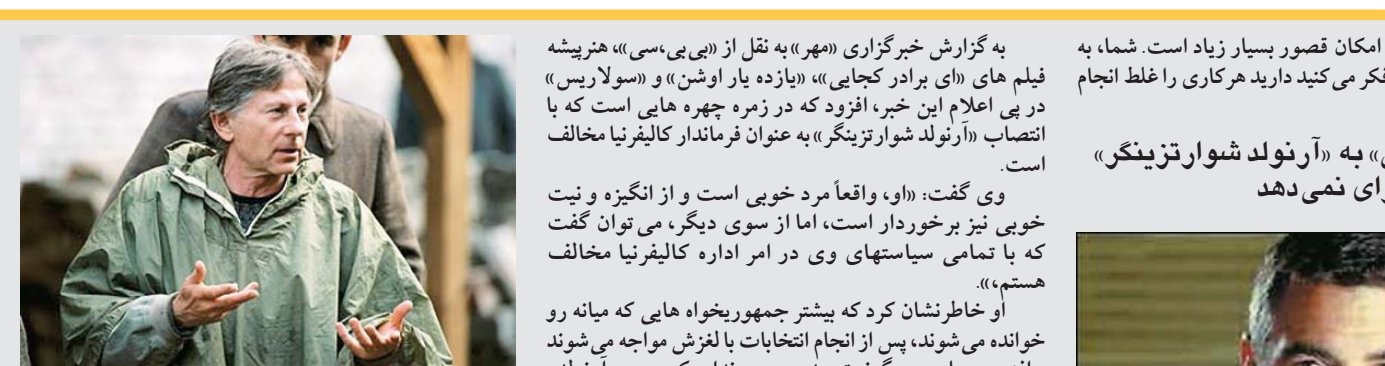 امکان قصور بسیار زیاد است. شما، به
فکر می‌کنید دارید هر کاری را غلط انجام
به «آرنولد شوارتزینگر»
رای نمی‌دهد
به گزارش خبرگزاری «مهر» به نقل از «بی‌بی،سی»، هنرپیشه
فیلم های «ای برادر کجایی»، «یازده یار اوشن» و «سولاریس»
در پی اعلام این خبر، افزود که در زمره چهره هایی است که با
انتصاب «آرنولد شوارتزینگر» به عنوان فرماندار کالیفرنیا مخالف
است.
وی گفت: «او، واقعاً مرد خوبی است و از انگیزه و نیت
خوبی نیز برخوردار است، اما از سوی دیگر، می توان گفت
که با تمامی سیاستهای وی در امر اداره کالیفرنیا مخالف
هستم،».
او خاطرنشان کرد که بیشتر جمهوریخواه هایی که میانه رو
خوانده می‌شوند، پس از انجام انتخابات با لغزش مواجه می‌شوند